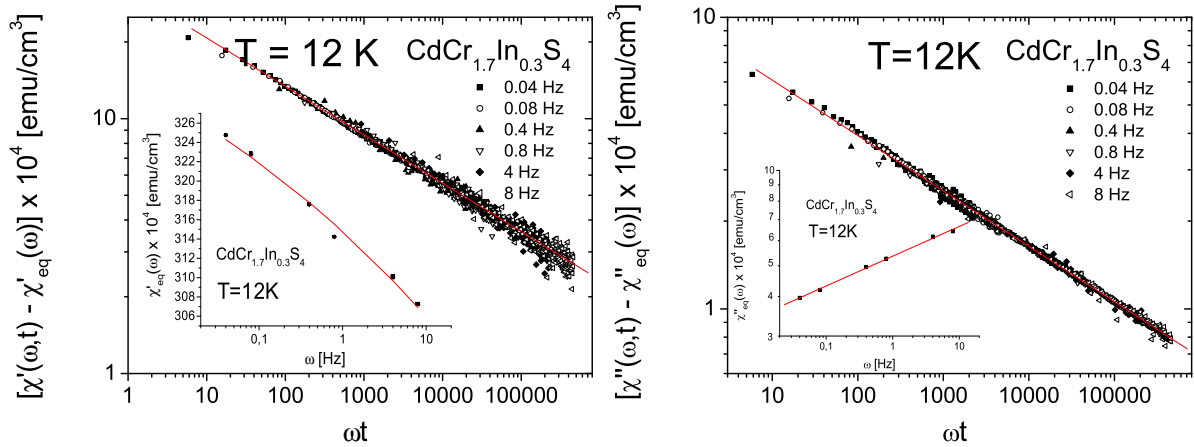 T = 12 K
CdCr1.7In0.3S4
0.04 Hz
0.08 Hz
0.4 Hz
0.8 Hz
4 Hz
8 Hz
[χ'(ω,t) - χ'eq(ω)] x 10^4 [emu/cm^3]
10
1
1 10 100 1000 10000 100000
ωt
χ'eq(ω) x 10^4 [emu/cm^3]
326
324
322
320
318
316
314
312
310
308
307
306
CdCr1.7In0.3S4
T=12K
0,1 1 10
ω [Hz]
T=12K
CdCr1.7In0.3S4
0.04 Hz
0.08 Hz
0.4 Hz
0.8 Hz
4 Hz
8 Hz
[χ''(ω,t) - χ''eq(ω)] x 10^4 [emu/cm^3]
10
1
1 10 100 1000 10000 100000
ωt
χ''eq(ω) x 10^4 [emu/cm^3]
10
9
8
7
6
5
4
3
CdCr1.7In0.3S4
T=12K
0,1 1 10
ω [Hz]